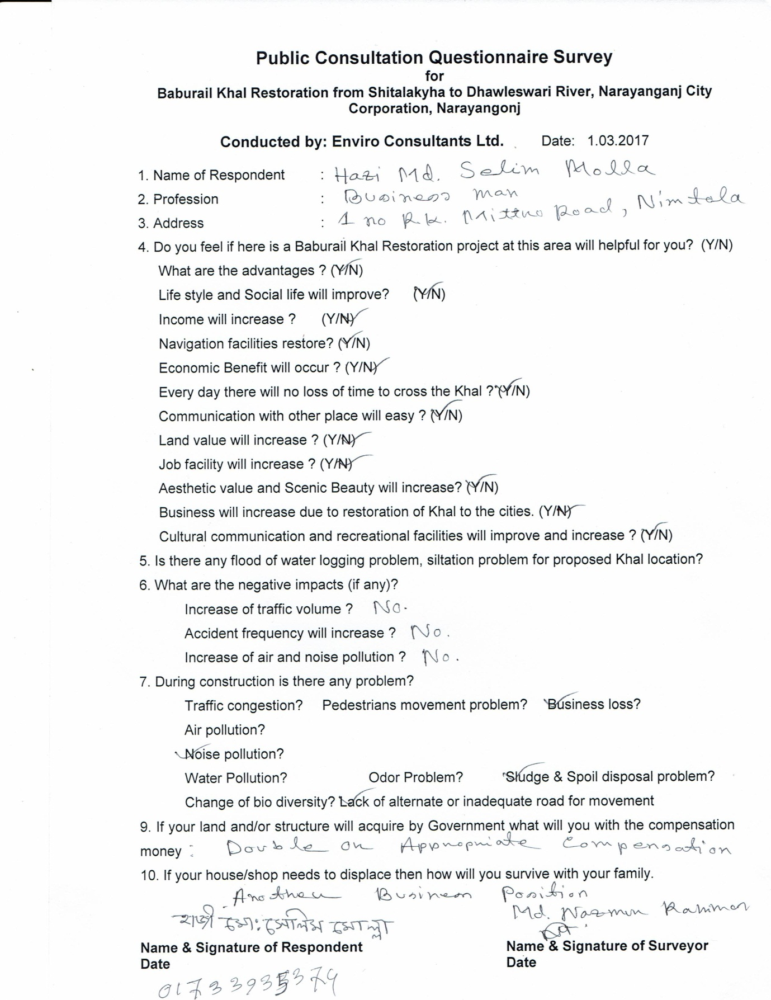 Public Consultation Questionnaire Survey
for
Baburail Khal Restoration from Shitalakyha to Dhawleswari River, Narayanganj City
Corporation, Narayangonj
Conducted by: Enviro Consultants Ltd. Date: 1.03.2017
1. Name of Respondent : Hazi Md. Selim Molla
2. Profession : Business man
3. Address : 1 no R.K. Mittro Road, Nimtola
4. Do you feel if here is a Baburail Khal Restoration project at this area will helpful for you? (Y/N)
What are the advantages ? (Y/N)
Life style and Social life will improve? (Y/N)
Income will increase ? (Y/N)
Navigation facilities restore? (Y/N)
Economic Benefit will occur ? (Y/N)
Every day there will no loss of time to cross the Khal ? (Y/N)
Communication with other place will easy ? (Y/N)
Land value will increase ? (Y/N)
Job facility will increase ? (Y/N)
Aesthetic value and Scenic Beauty will increase? (Y/N)
Business will increase due to restoration of Khal to the cities. (Y/N)
Cultural communication and recreational facilities will improve and increase ? (Y/N)
5. Is there any flood of water logging problem, siltation problem for proposed Khal location?
6. What are the negative impacts (if any)?
Increase of traffic volume ? No.
Accident frequency will increase ? No.
Increase of air and noise pollution ? No.
7. During construction is there any problem?
Traffic congestion? Pedestrians movement problem? Business loss?
Air pollution?
Noise pollution?
Water Pollution? Odor Problem? Sludge & Spoil disposal problem?
Change of bio diversity? Lack of alternate or inadequate road for movement
9. If your land and/or structure will acquire by Government what will you with the compensation
money : Double or Appropriate Compensation
10. If your house/shop needs to displace then how will you survive with your family.
Another Business Position
হাজী মো: সেলিম মোল্লা Md. Nazmun Rahman
Name & Signature of Respondent Name & Signature of Surveyor
Date Date